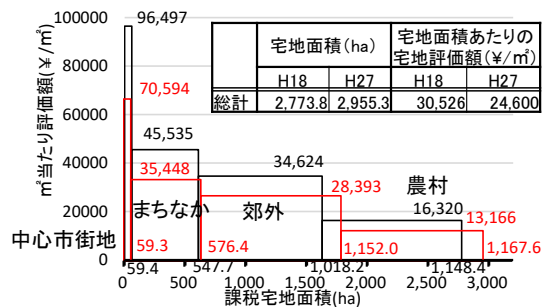 ㎡当たり評価額(¥/㎡)
100000
80000
60000
40000
20000
0
96,497
70,594
45,535
35,448
34,624
28,393
16,320
13,166
宅地面積(ha) 宅地面積あたりの宅地評価額(¥/㎡)
H18 H27 H18 H27
総計 2,773.8 2,955.3 30,526 24,600
中心市街地
まちなか
郊外
農村
59.3 576.4 1,152.0 1,167.6
59.4 547.7 1,018.2 1,148.4
0 500 1,000 1,500 2,000 2,500 3,000
課税宅地面積(ha)